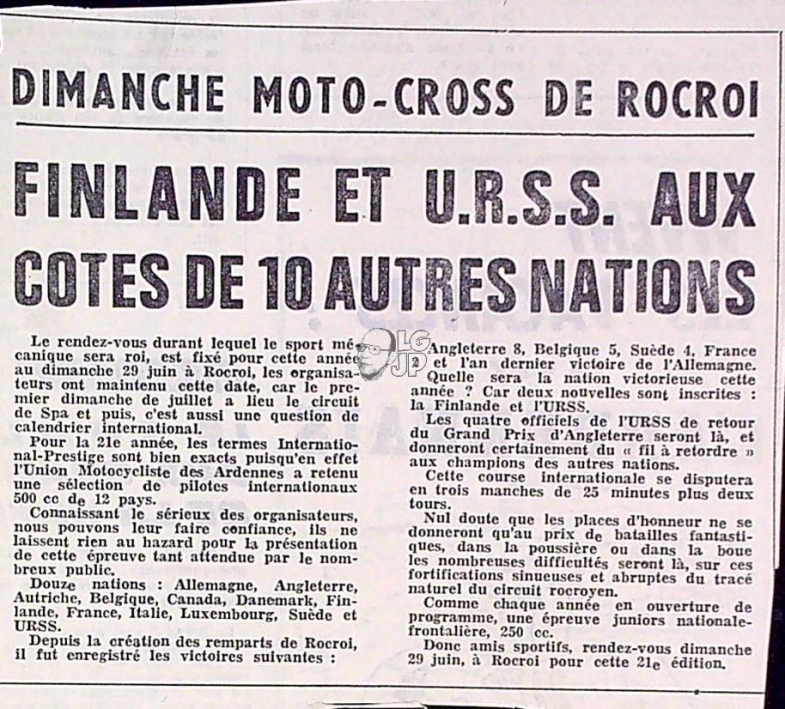 DIMANCHE MOTO-CROSS DE ROCROI
FINLANDE ET U.R.S.S. AUX
COTES DE 10 AUTRES NATIONS
Le rendez-vous durant lequel le sport mé-
canique sera roi, est fixé pour cette année
au dimanche 29 juin à Rocroi, les organisa-
teurs ont maintenu cette date, car le pre-
mier dimanche de juillet a lieu le circuit
de Spa et puis, c'est aussi une question de
calendrier international.
Pour la 21e année, les termes Internatio-
nal-Prestige sont bien exacts puisqu'en effet
l'Union Motocycliste des Ardennes a retenu
une sélection de pilotes internationaux
500 cc de 12 pays.
Connaissant le sérieux des organisateurs,
nous pouvons leur faire confiance, ils ne
laissent rien au hazard pour la présentation
de cette épreuve tant attendue par le nom-
breux public.
Douze nations : Allemagne, Angleterre,
Autriche, Belgique, Canada, Danemark, Fin-
lande, France, Italie, Luxembourg, Suède et
URSS.
Depuis la création des remparts de Rocroi,
il fut enregistré les victoires suivantes :
LG
JP
Angleterre 8, Belgique 5, Suède 4, France
2 et l'an dernier victoire de l'Allemagne.
Quelle sera la nation victorieuse cette
année ? Car deux nouvelles sont inscrites :
la Finlande et l'URSS.
Les quatre officiels de l'URSS de retour
du Grand Prix d'Angleterre seront là, et
donneront certainement du « fil à retordre »
aux champions des autres nations.
Cette course internationale se disputera
en trois manches de 25 minutes plus deux
tours.
Nul doute que les places d'honneur ne se
donneront qu'au prix de batailles fantasti-
ques, dans la poussière ou dans la boue
les nombreuses difficultés seront là, sur ces
fortifications sinueuses et abruptes du tracé
naturel du circuit rocroyen.
Comme chaque année en ouverture de
programme, une épreuve juniors nationale-
frontalière, 250 cc.
Donc amis sportifs, rendez-vous dimanche
29 juin, à Rocroi pour cette 21e édition.